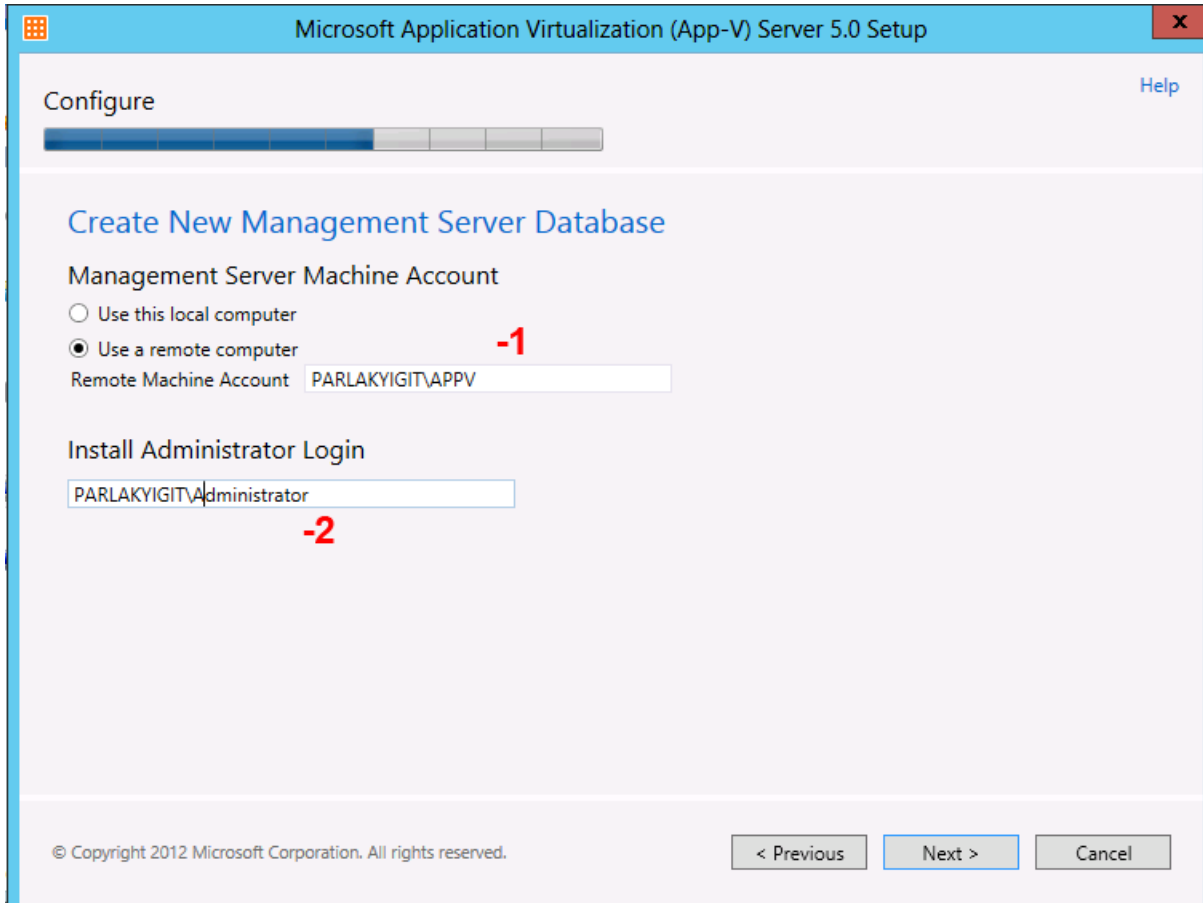 Microsoft Application Virtualization (App-V) Server 5.0 Setup
x
Help
Configure
Create New Management Server Database
Management Server Machine Account
Use this local computer
Use a remote computer
-1
Remote Machine Account PARLAKYIGIT\APPV
Install Administrator Login
PARLAKYIGIT\Administrator
-2
© Copyright 2012 Microsoft Corporation. All rights reserved.
< Previous Next > Cancel